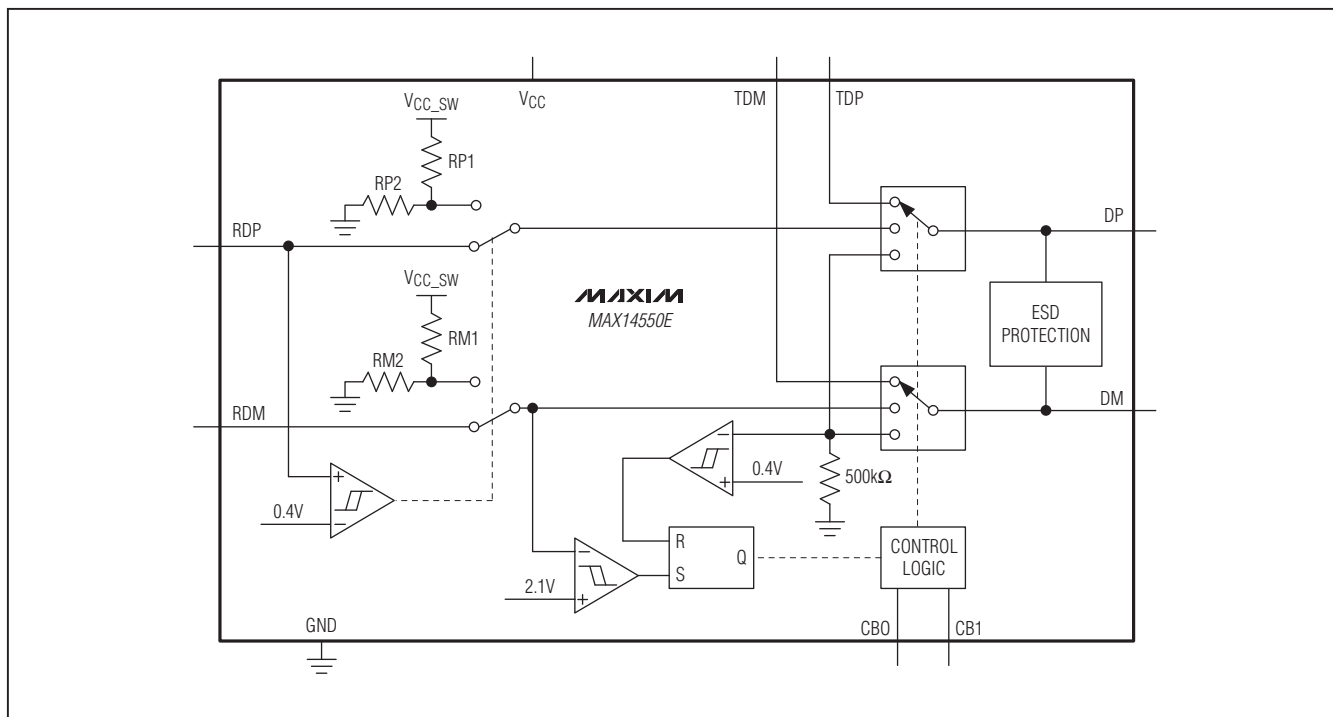 VCC
TDM
TDP
VCC_SW
RP1
RP2
RDP
DP
VCC_SW
MAXIM
MAX14550E
ESD
PROTECTION
RM1
RM2
RDM
DM
+
0.4V
−
−
+
0.4V
500kΩ
R
S
Q
−
2.1V
+
CONTROL
LOGIC
GND
CB0
CB1